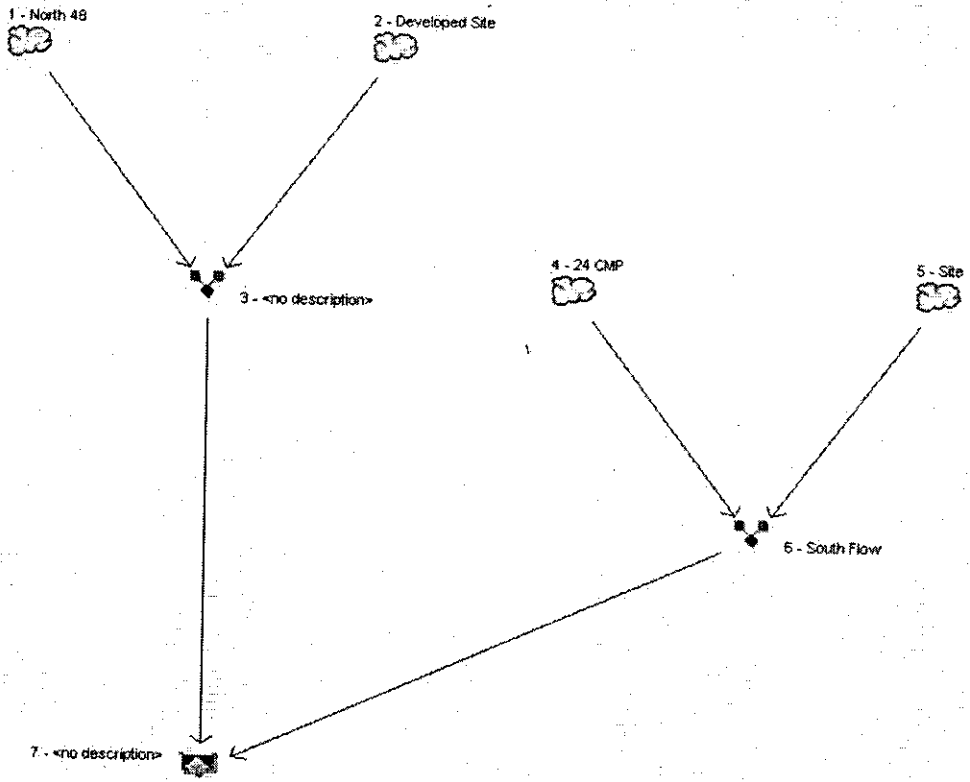 1 - North 48
2 - Developed Site
3 - <no description>
4 - 24 CMP
5 - Site
6 - South Flow
7 - <no description>